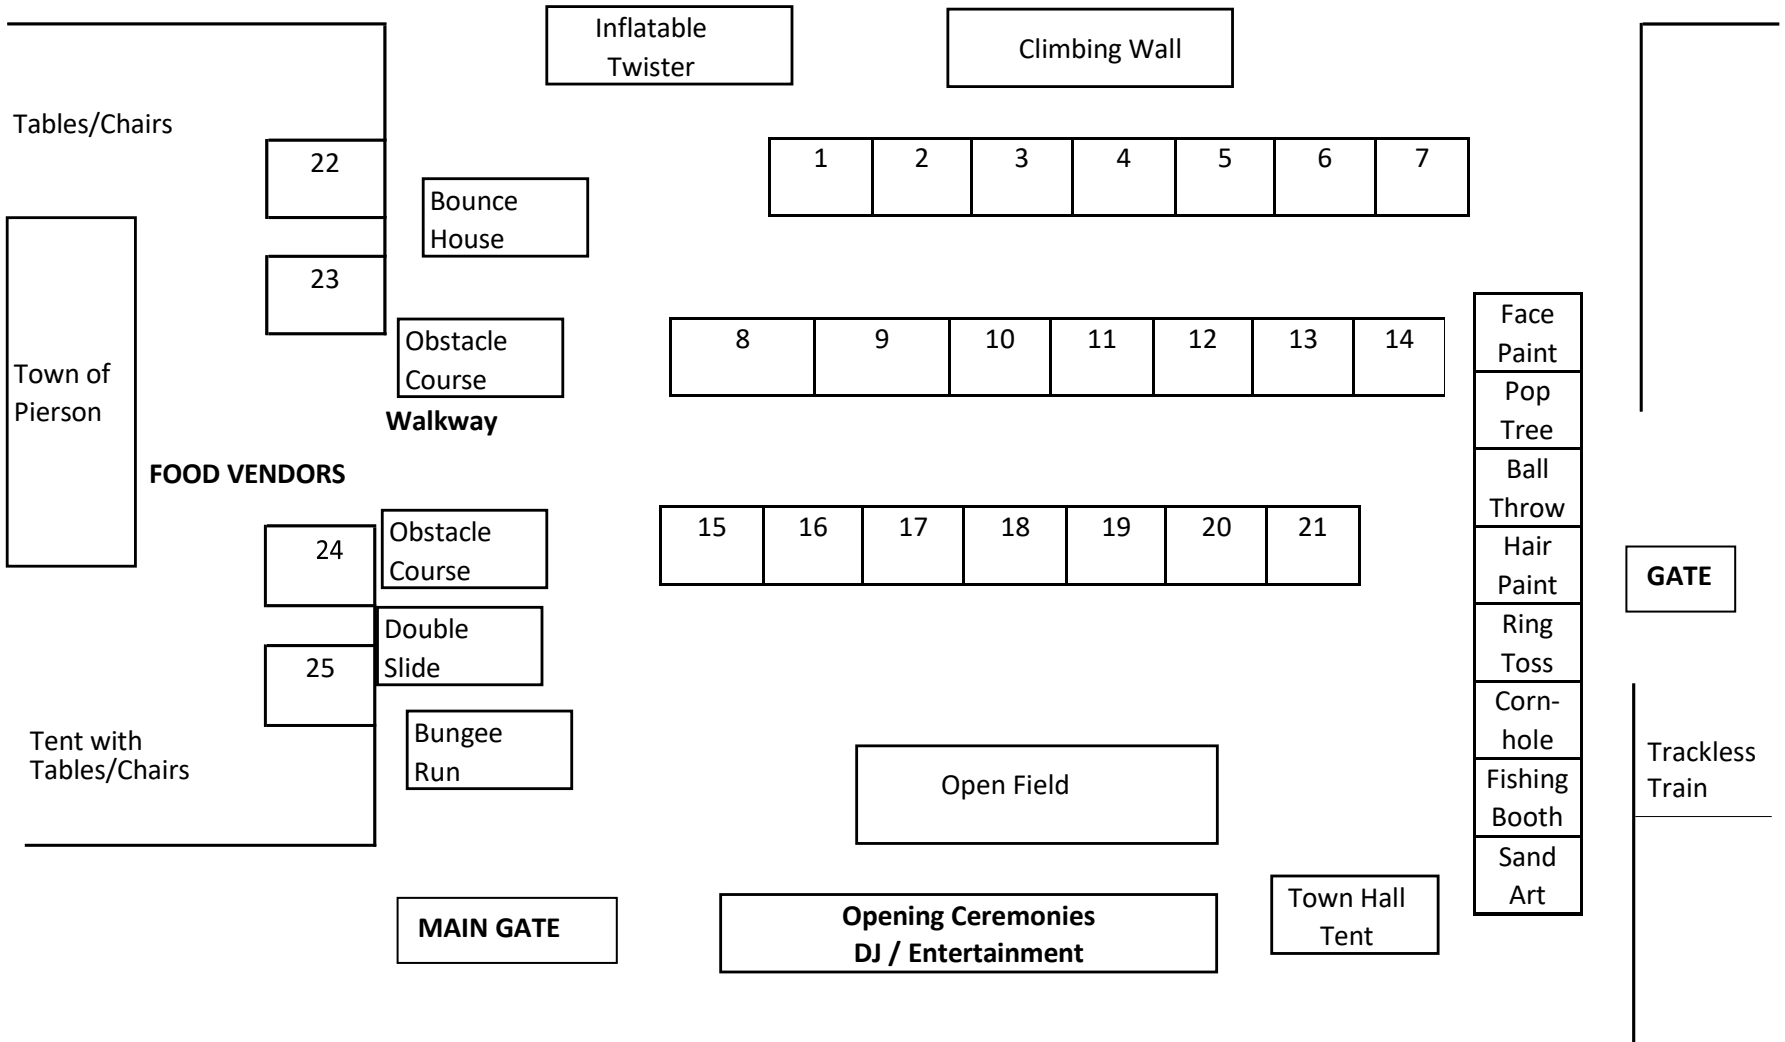 Inflatable
Twister
Climbing Wall
Tables/Chairs
22
1 2 3 4 5 6 7
Bounce
House
23
Face
Paint
Obstacle
Course
8 9 10 11 12 13 14
Town of
Pierson
Pop
Tree
Walkway
FOOD VENDORS
Ball
Throw
24
Obstacle
Course
15 16 17 18 19 20 21
Hair
Paint
GATE
Double
Slide
Ring
Toss
25
Corn-
hole
Tent with
Tables/Chairs
Bungee
Run
Open Field
Fishing
Booth
Trackless
Train
Sand
Art
MAIN GATE
Opening Ceremonies
DJ / Entertainment
Town Hall
Tent